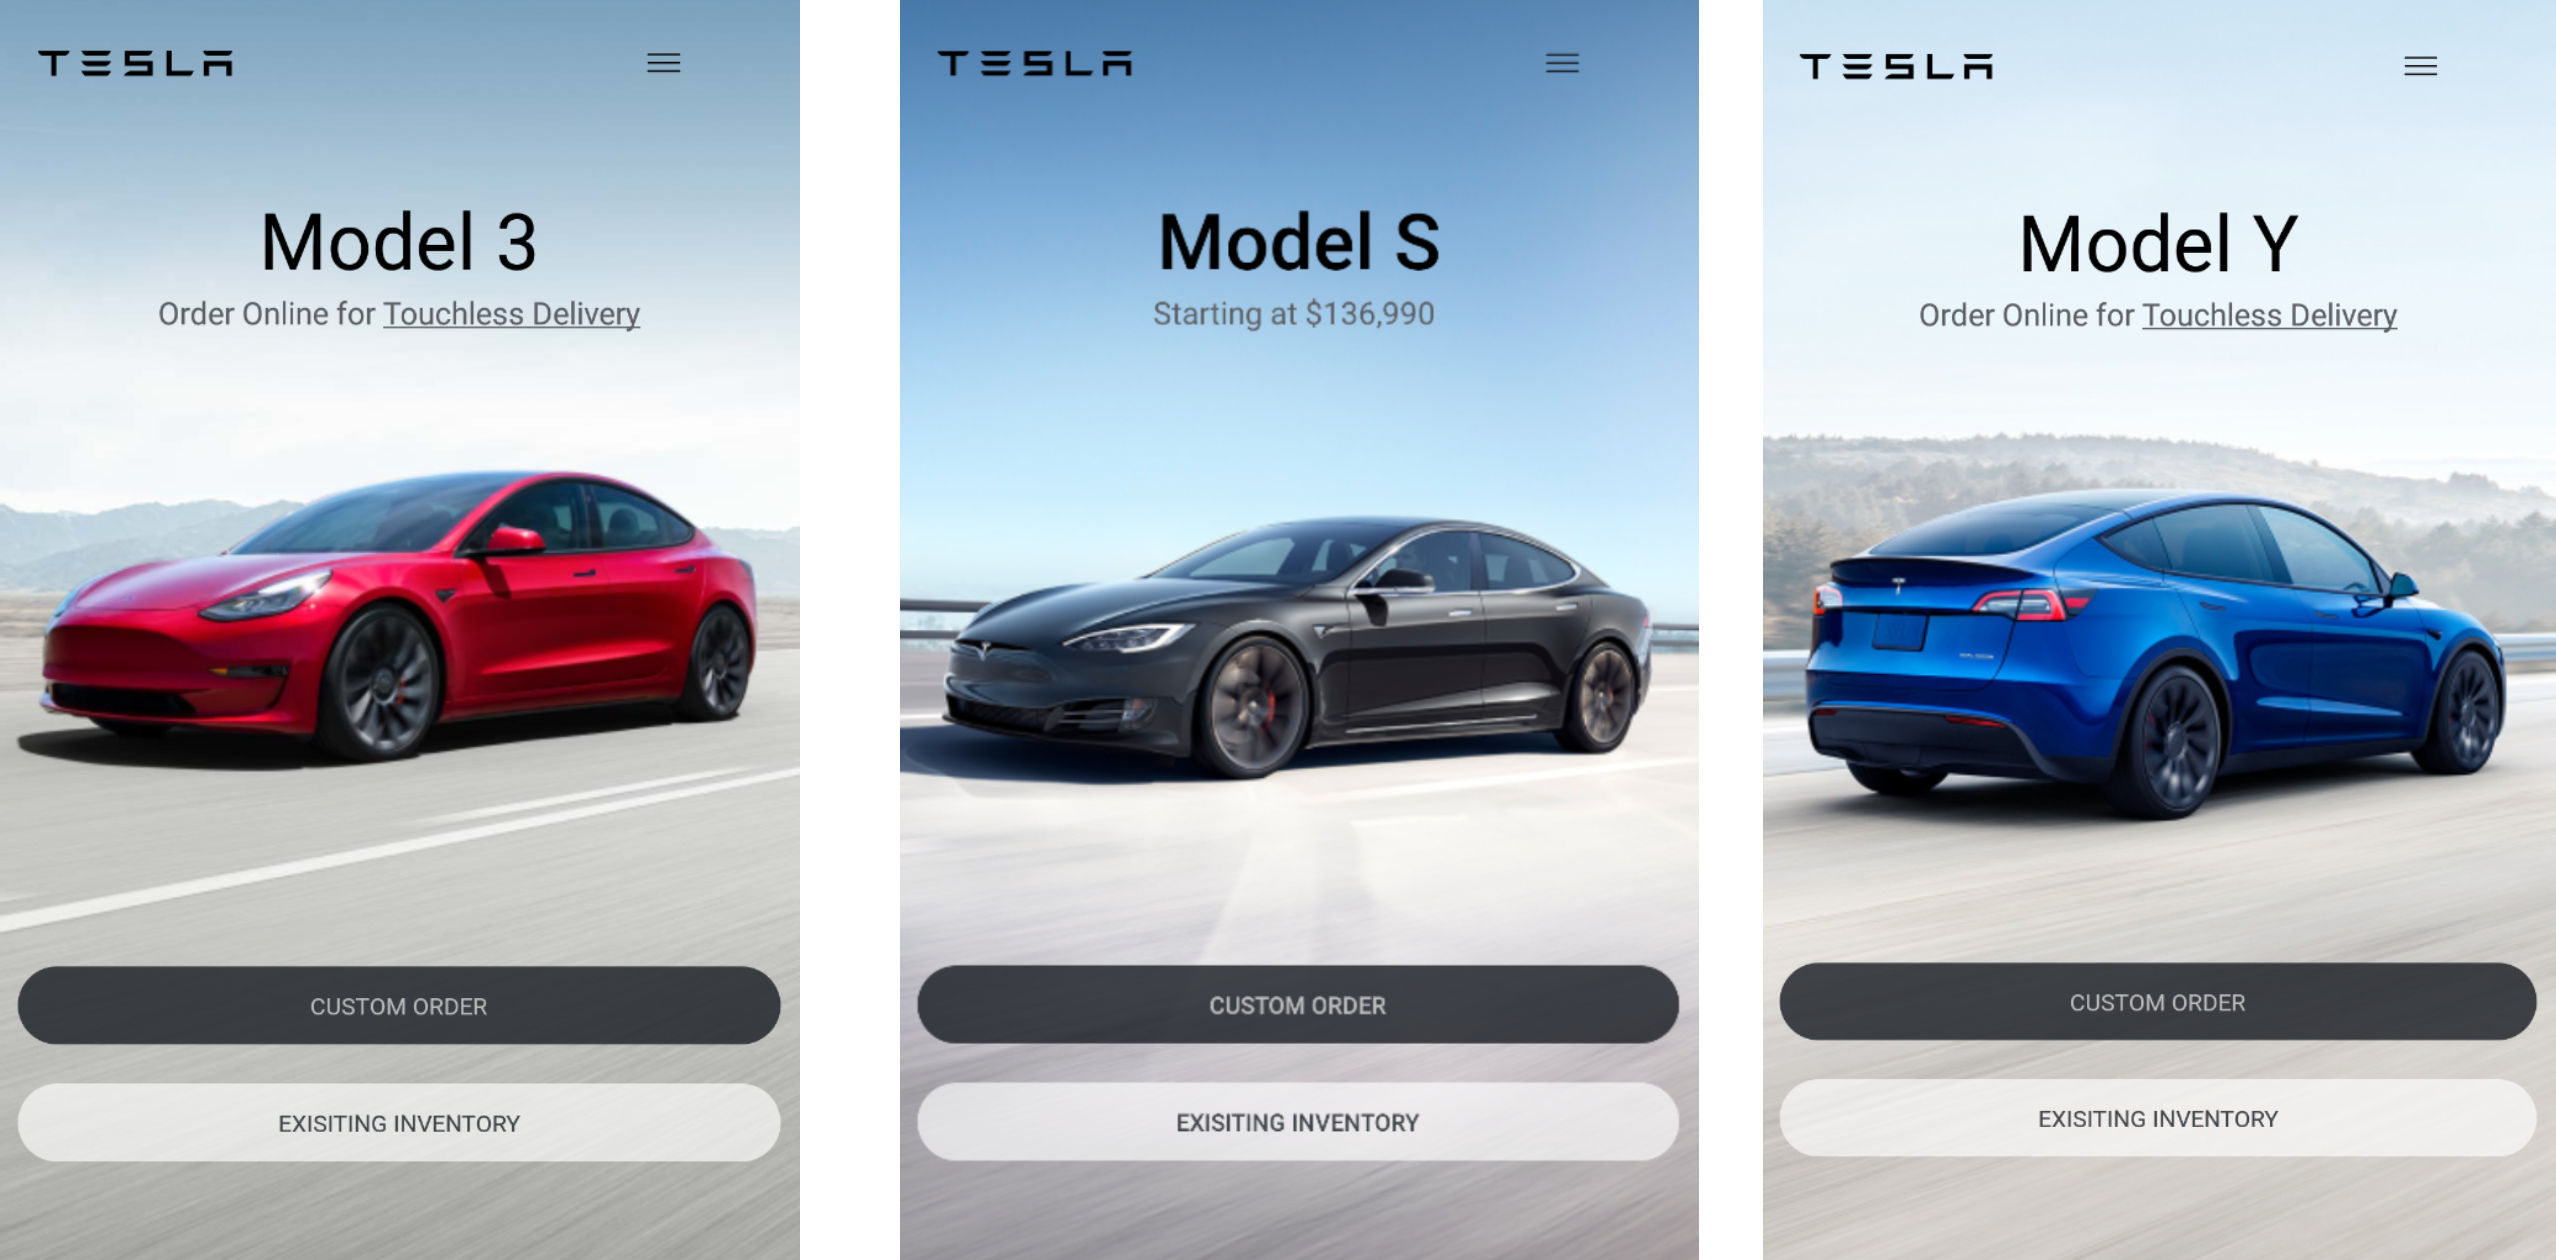 TESLA
Model 3
Order Online for Touchless Delivery
CUSTOM ORDER
EXISITING INVENTORY
TESLA
Model S
Starting at $136,990
CUSTOM ORDER
EXISITING INVENTORY
TESLA
Model Y
Order Online for Touchless Delivery
CUSTOM ORDER
EXISITING INVENTORY